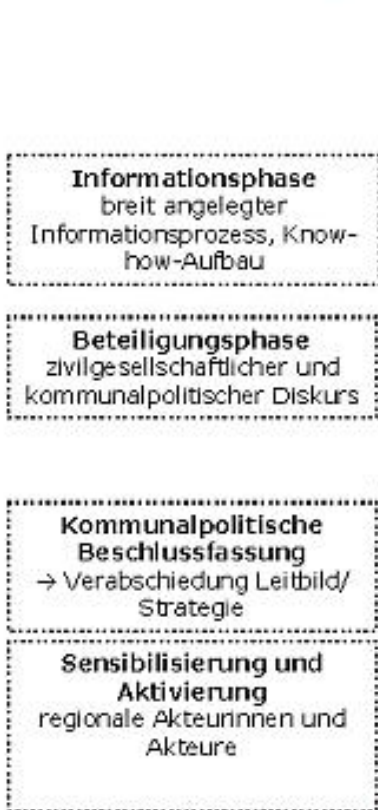 Informationsphase
breit angelegter
Informationsprozess, Know-
how-Aufbau
Beteiligungsphase
zivilgesellschaftlicher und
kommunalpolitischer Diskurs
Kommunalpolitische
Beschlussfassung
→ Verabschiedung Leitbild/
Strategie
Sensibilisierung und
Aktivierung
regionale Akteurinnen und
Akteure